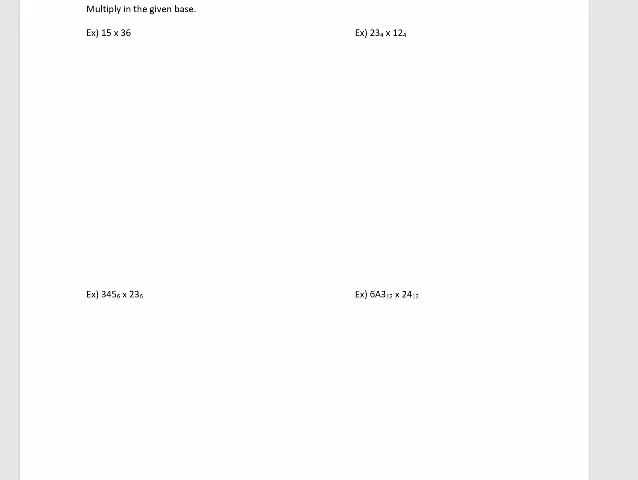 Multiply in the given base.
Ex) 15 x 36
Ex) 23₄ x 12₄
Ex) 345₆ x 23₆
Ex) 6A3₁₂ x 24₁₂